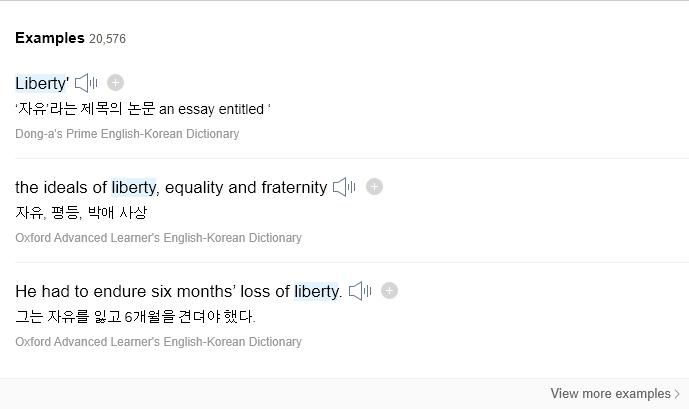 Examples 20,576
Liberty'
‘자유’라는 제목의 논문 an essay entitled ‘
Dong-a's Prime English-Korean Dictionary
the ideals of liberty, equality and fraternity
자유, 평등, 박애 사상
Oxford Advanced Learner's English-Korean Dictionary
He had to endure six months’ loss of liberty.
그는 자유를 잃고 6개월을 견뎌야 했다.
Oxford Advanced Learner's English-Korean Dictionary
View more examples